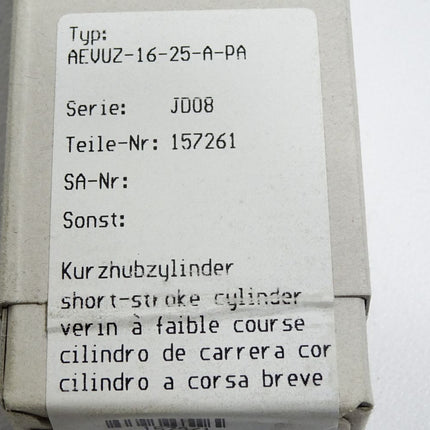 Typ:
AEVUZ-16-25-A-PA
Serie: JD08
Teile-Nr: 157261
SA-Nr:
Sonst:
Kurzhubzylinder
short-stroke cylinder
verin à faible course
cilindro de carrera cor
cilindro a corsa breve